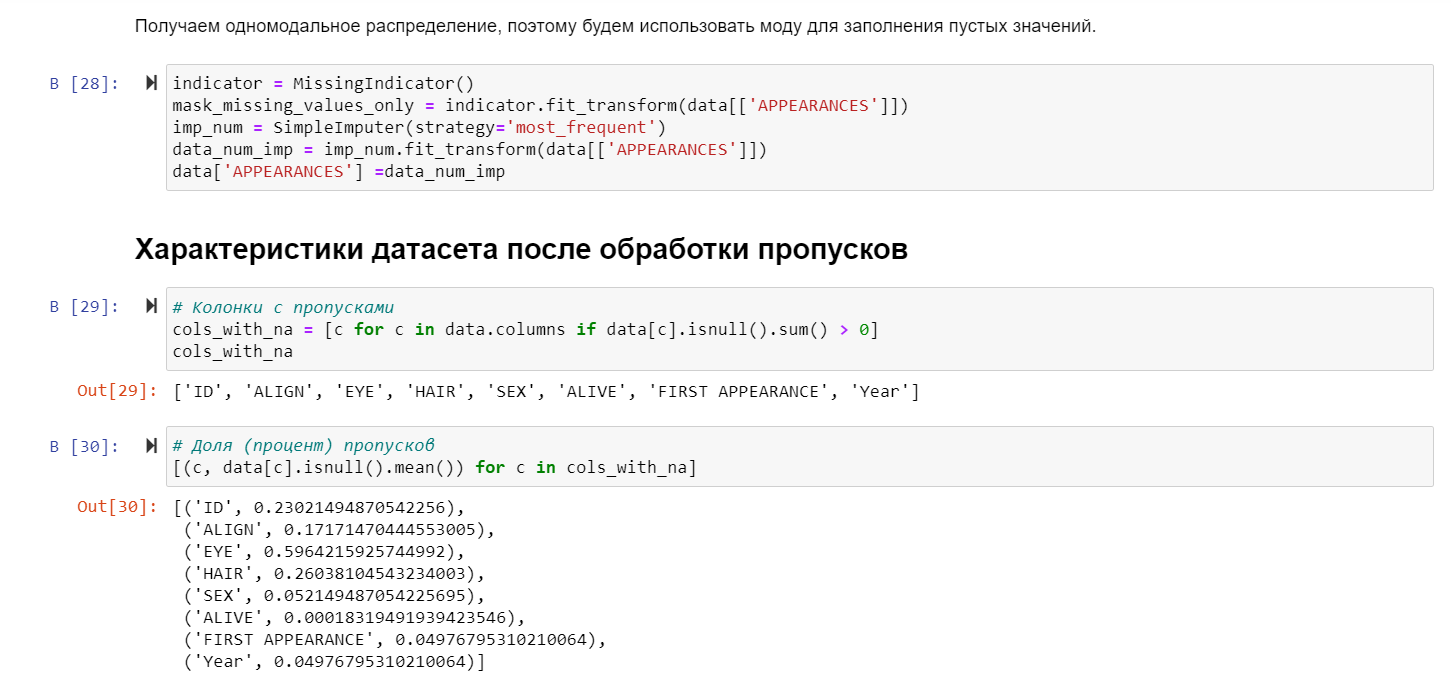 Получаем одномодальное распределение, поэтому будем использовать моду для заполнения пустых значений.
В [28]: indicator = MissingIndicator()
mask_missing_values_only = indicator.fit_transform(data[['APPEARANCES']])
imp_num = SimpleImputer(strategy='most_frequent')
data_num_imp = imp_num.fit_transform(data[['APPEARANCES']])
data['APPEARANCES'] =data_num_imp
Характеристики датасета после обработки пропусков
В [29]: # Колонки с пропусками
cols_with_na = [c for c in data.columns if data[c].isnull().sum() > 0]
cols_with_na
Out[29]: ['ID', 'ALIGN', 'EYE', 'HAIR', 'SEX', 'ALIVE', 'FIRST APPEARANCE', 'Year']
В [30]: # Доля (процент) пропусков
[(c, data[c].isnull().mean()) for c in cols_with_na]
Out[30]: [('ID', 0.23021494870542256),
('ALIGN', 0.17171470444553005),
('EYE', 0.5964215925744992),
('HAIR', 0.26038104543234003),
('SEX', 0.052149487054225695),
('ALIVE', 0.00018319491939423546),
('FIRST APPEARANCE', 0.04976795310210064),
('Year', 0.04976795310210064)]